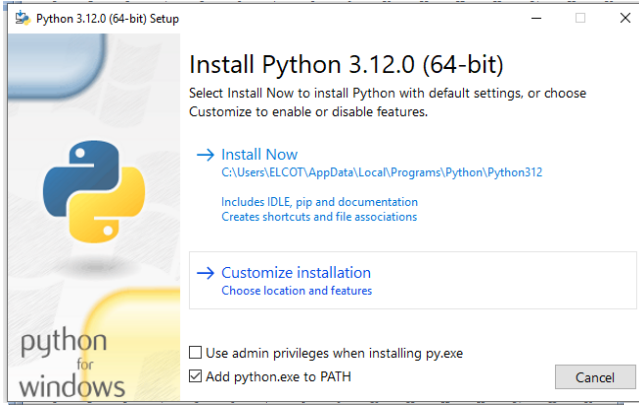 Python 3.12.0 (64-bit) Setup
Install Python 3.12.0 (64-bit)
Select Install Now to install Python with default settings, or choose
Customize to enable or disable features.
Install Now
C:\Users\ELCOT\AppData\Local\Programs\Python\Python312
Includes IDLE, pip and documentation
Creates shortcuts and file associations
Customize installation
Choose location and features
python
for
windows
Use admin privileges when installing py.exe
Add python.exe to PATH
Cancel